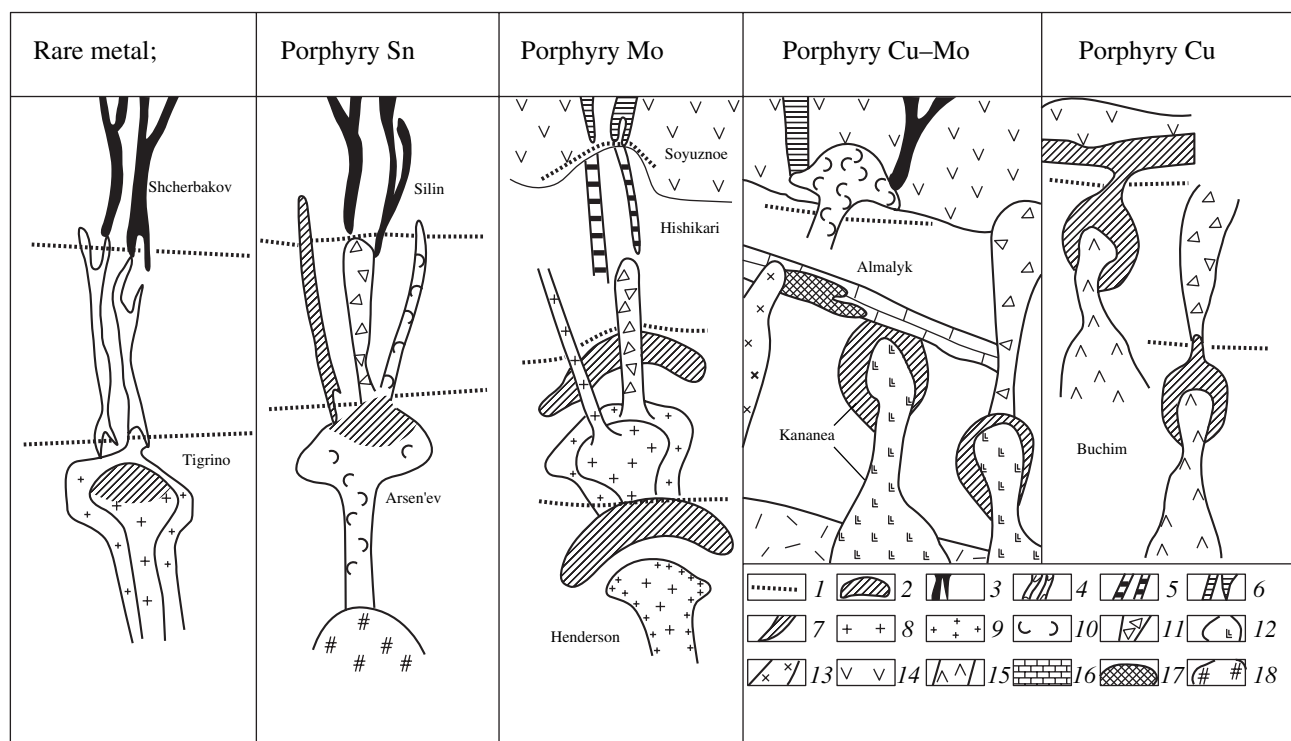 Rare metal;
Porphyry Sn
Porphyry Mo
Porphyry Cu–Mo
Porphyry Cu
Shcherbakov
Tigrino
Silin
Arsen'ev
Soyuznoe
Hishikari
Henderson
Almalyk
Kananea
Buchim
1 2 3 4 5 6
7 8 9 10 11 12
13 14 15 16 17 18